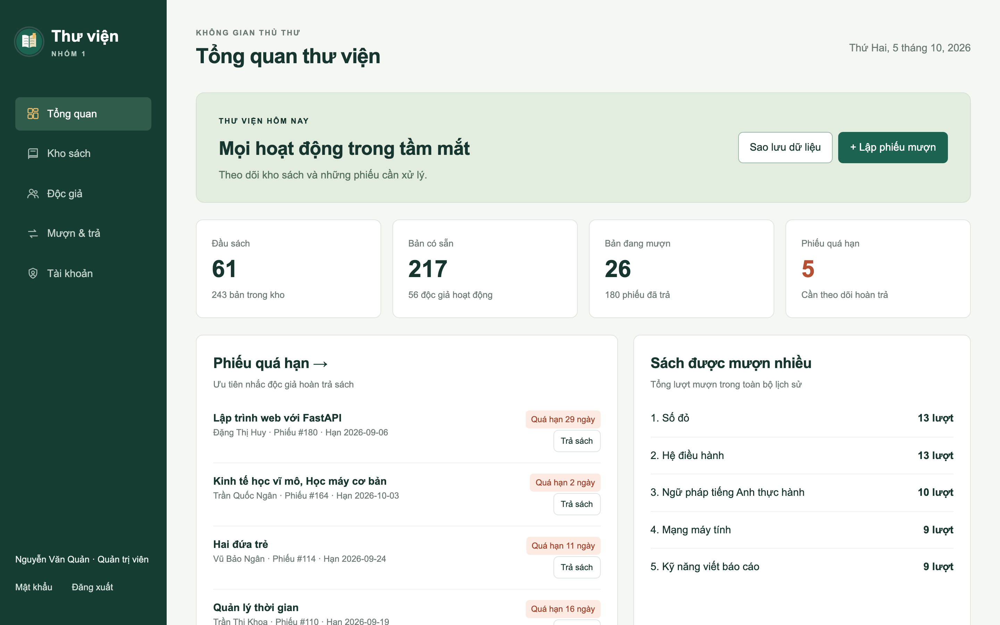 Thư viện
NHÓM 1
Tổng quan
Kho sách
Độc giả
Mượn & trả
Tài khoản
Nguyễn Văn Quản · Quản trị viên
Mật khẩu
Đăng xuất
KHÔNG GIAN THỦ THƯ
Tổng quan thư viện
Thứ Hai, 5 tháng 10, 2026
THƯ VIỆN HÔM NAY
Mọi hoạt động trong tầm mắt
Theo dõi kho sách và những phiếu cần xử lý.
Sao lưu dữ liệu
+ Lập phiếu mượn
Đầu sách
61
243 bản trong kho
Bản có sẵn
217
56 độc giả hoạt động
Bản đang mượn
26
180 phiếu đã trả
Phiếu quá hạn
5
Cần theo dõi hoàn trả
Phiếu quá hạn →
Ưu tiên nhắc độc giả hoàn trả sách
Lập trình web với FastAPI
Đặng Thị Huy · Phiếu #180 · Hạn 2026-09-06
Quá hạn 29 ngày
Trả sách
Kinh tế học vĩ mô, Học máy cơ bản
Trần Quốc Ngân · Phiếu #164 · Hạn 2026-10-03
Quá hạn 2 ngày
Trả sách
Hai đứa trẻ
Vũ Bảo Ngân · Phiếu #114 · Hạn 2026-09-24
Quá hạn 11 ngày
Trả sách
Quản lý thời gian
Trần Thị Khoa · Phiếu #110 · Hạn 2026-09-19
Quá hạn 16 ngày
Sách được mượn nhiều
Tổng lượt mượn trong toàn bộ lịch sử
1. Số đỏ
13 lượt
2. Hệ điều hành
13 lượt
3. Ngữ pháp tiếng Anh thực hành
10 lượt
4. Mạng máy tính
9 lượt
5. Kỹ năng viết báo cáo
9 lượt